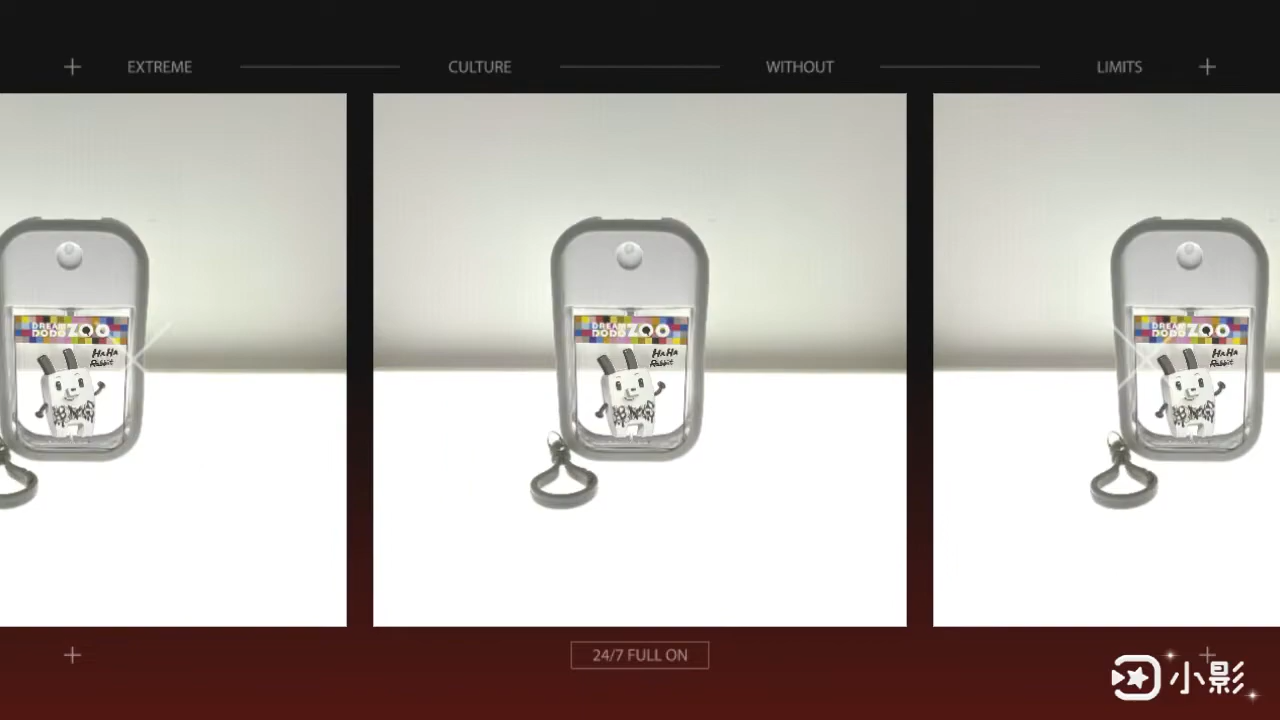 EXTREME
CULTURE
WITHOUT
LIMITS
DREAM
DODO
ZOO
HaHa
Rabbit
DREAM
DODO
ZOO
HaHa
Rabbit
DREAM
DODO
ZOO
HaHa
Rabbit
24/7 FULL ON
小影